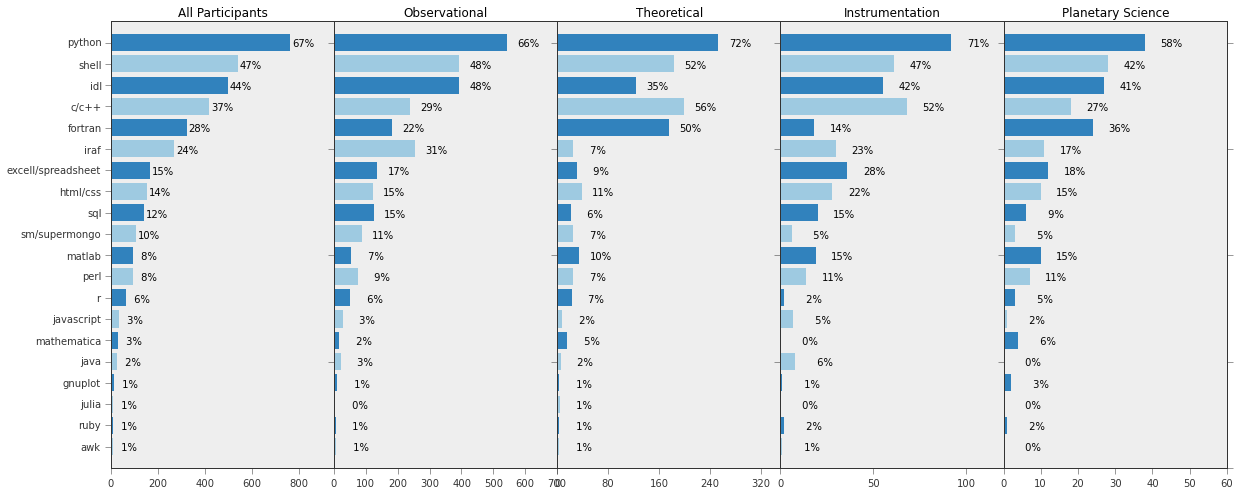 All Participants Observational Theoretical Instrumentation Planetary Science
python 67% 66% 72% 71% 58%
shell 47% 48% 52% 47% 42%
idl 44% 48% 35% 42% 41%
c/c++ 37% 29% 56% 52% 27%
fortran 28% 22% 50% 14% 36%
iraf 24% 31% 7% 23% 17%
excell/spreadsheet 15% 17% 9% 28% 18%
html/css 14% 15% 11% 22% 15%
sql 12% 15% 6% 15% 9%
sm/supermongo 10% 11% 7% 5% 5%
matlab 8% 7% 10% 15% 15%
perl 8% 9% 7% 11% 11%
r 6% 6% 7% 2% 5%
javascript 3% 3% 2% 5% 2%
mathematica 3% 2% 5% 0% 6%
java 2% 3% 2% 6% 0%
gnuplot 1% 1% 1% 1% 3%
julia 1% 0% 1% 0% 0%
ruby 1% 1% 1% 2% 2%
awk 1% 1% 1% 1% 0%
0 200 400 600 800 0 100 200 300 400 500 600 700 0 80 160 240 320 0 50 100 0 10 20 30 40 50 60